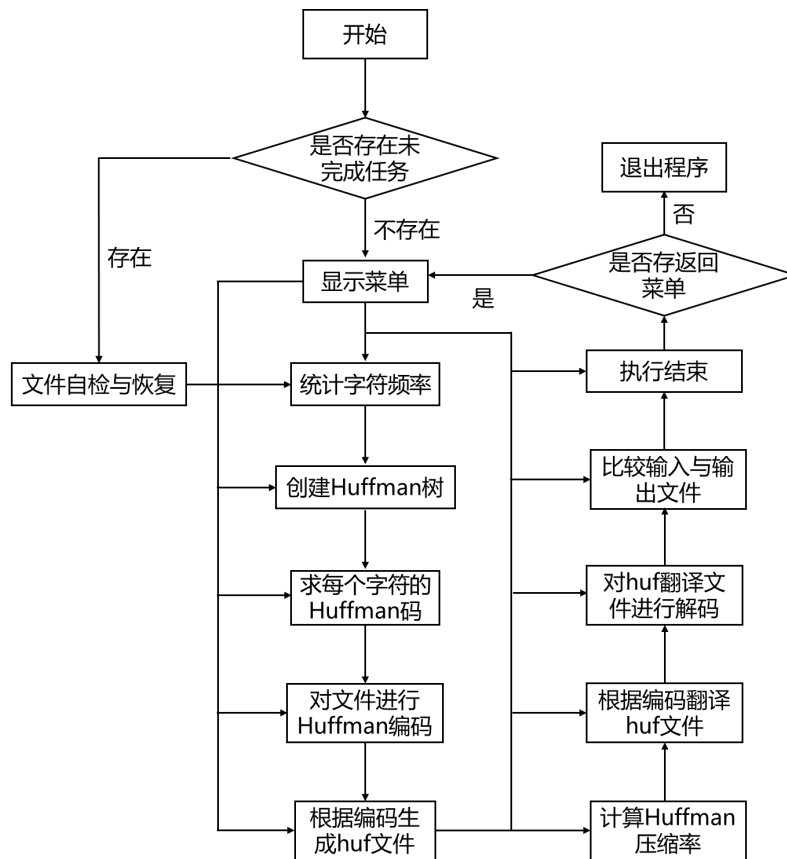 开始
是否存在未
完成任务
退出程序
否
不存在
存在
是否存返回
菜单
显示菜单
是
文件自检与恢复
统计字符频率
执行结束
创建Huffman树
比较输入与输
出文件
求每个字符的
Huffman码
对huf翻译文
件进行解码
对文件进行
Huffman编码
根据编码翻译
huf文件
根据编码生
成huf文件
计算Huffman
压缩率